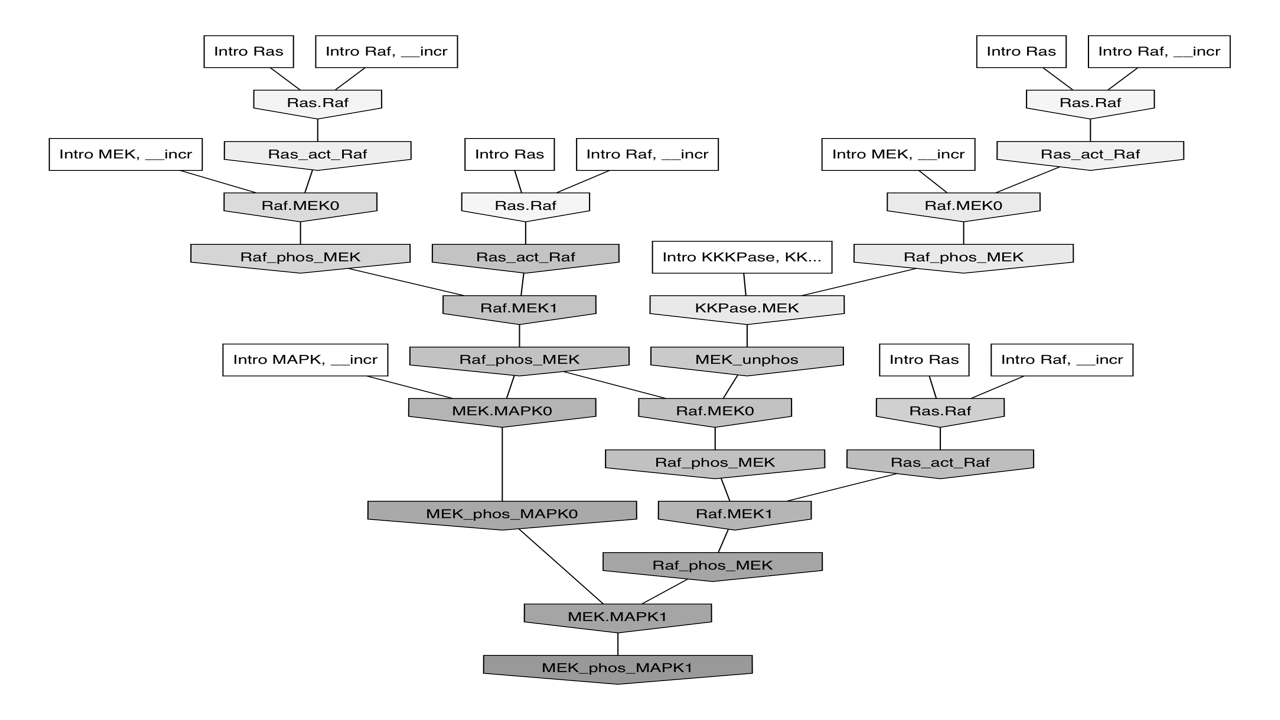 Intro Ras
Intro Raf, __incr
Intro Ras
Intro Raf, __incr
Ras.Raf
Ras.Raf
Intro MEK, __incr
Ras_act_Raf
Intro Ras
Intro Raf, __incr
Intro MEK, __incr
Ras_act_Raf
Raf.MEK0
Ras.Raf
Raf.MEK0
Raf_phos_MEK
Ras_act_Raf
Intro KKKPase, KK...
Raf_phos_MEK
Raf.MEK1
KKPase.MEK
Intro MAPK, __incr
Raf_phos_MEK
MEK_unphos
Intro Ras
Intro Raf, __incr
MEK.MAPK0
Raf.MEK0
Ras.Raf
Raf_phos_MEK
Ras_act_Raf
MEK_phos_MAPK0
Raf.MEK1
Raf_phos_MEK
MEK.MAPK1
MEK_phos_MAPK1